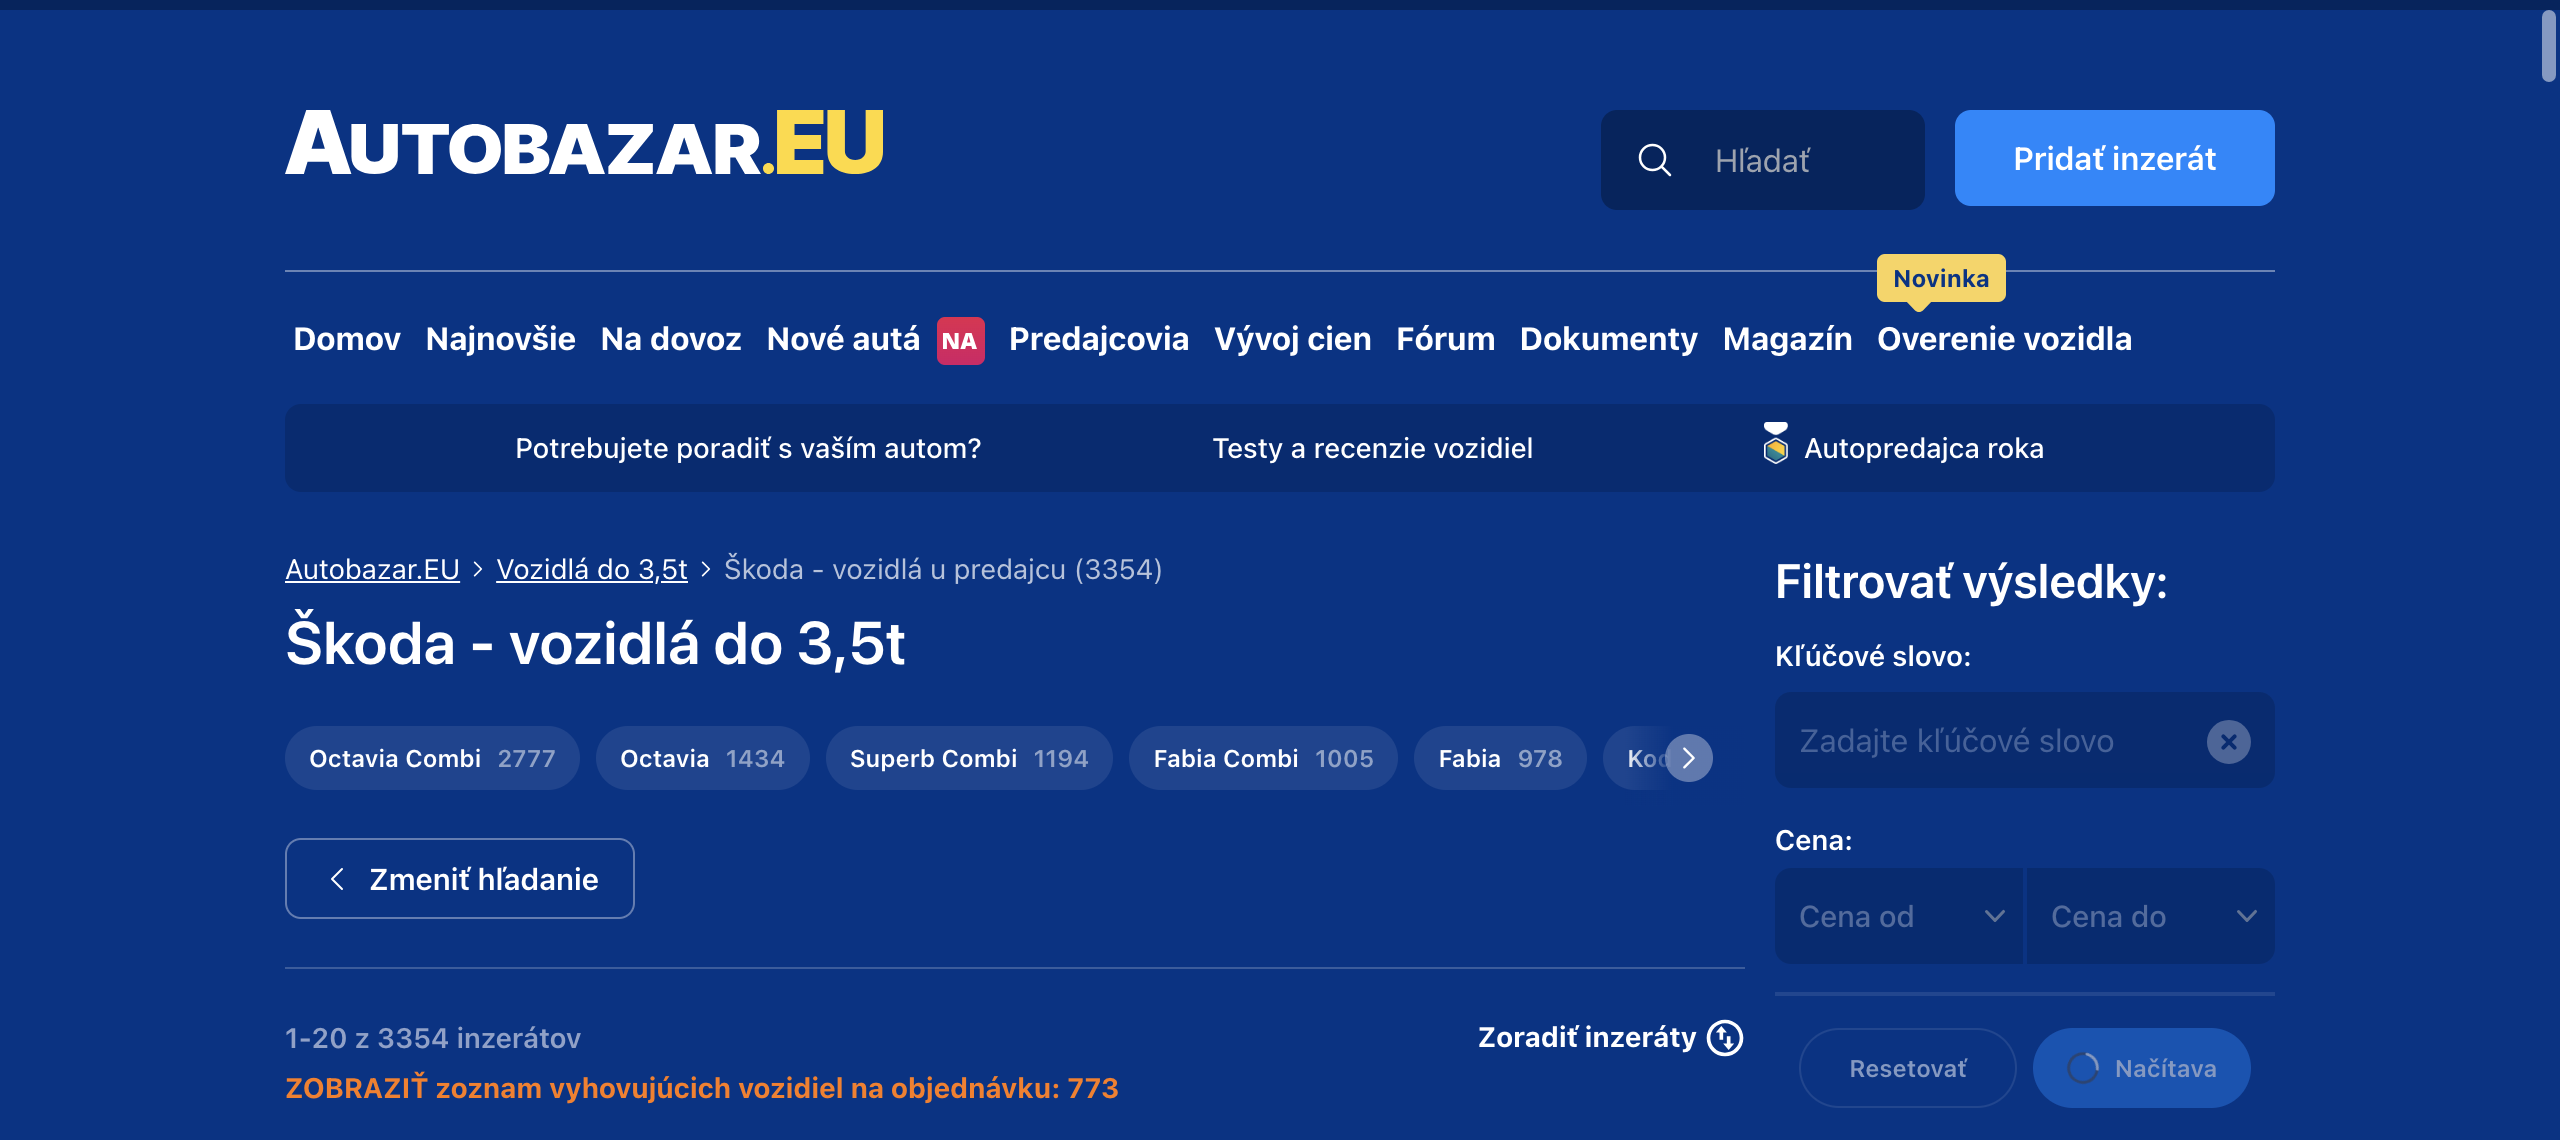 AUTOBAZAR.EU
Hľadať
Pridať inzerát
Novinka
Domov Najnovšie Na dovoz Nové autá NA Predajcovia Vývoj cien Fórum Dokumenty Magazín Overenie vozidla
Potrebujete poradiť s vaším autom? Testy a recenzie vozidiel Autopredajca roka
Autobazar.EU > Vozidlá do 3,5t > Škoda - vozidlá u predajcu (3354)
Škoda - vozidlá do 3,5t
Octavia Combi 2777 Octavia 1434 Superb Combi 1194 Fabia Combi 1005 Fabia 978
Zmeniť hľadanie
1-20 z 3354 inzerátov
Zoradiť inzeráty
ZOBRAZIŤ zoznam vyhovujúcich vozidiel na objednávku: 773
Filtrovať výsledky:
Kľúčové slovo:
Zadajte kľúčové slovo
Cena:
Cena od Cena do
Resetovať Načítava